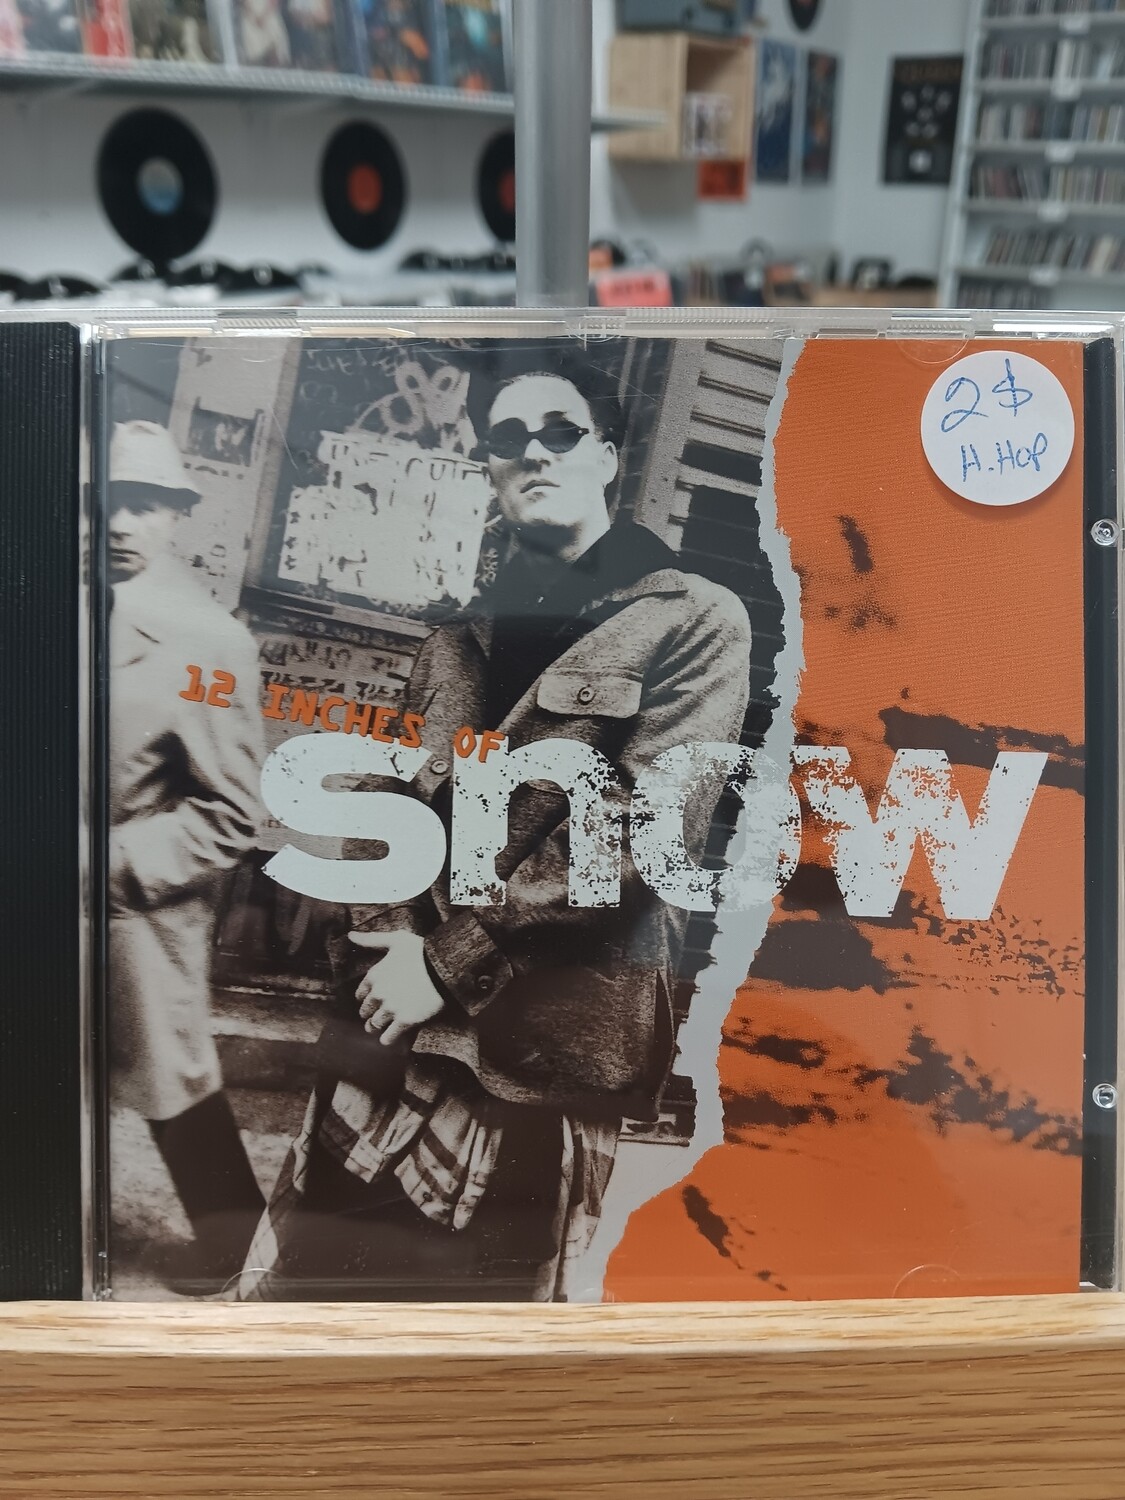 2$
H.HOP
12 INCHES OF
snow